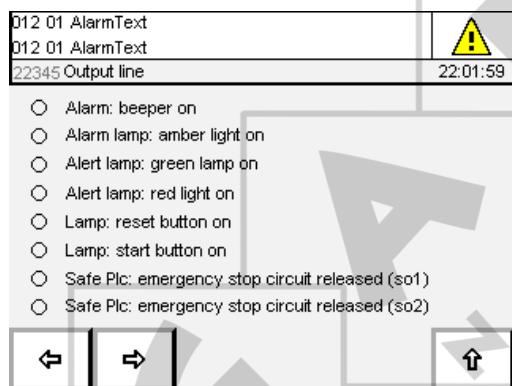 012 01 AlarmText
012 01 AlarmText
22345 Output line 22:01:59
Alarm: beeper on
Alarm lamp: amber light on
Alert lamp: green lamp on
Alert lamp: red light on
Lamp: reset button on
Lamp: start button on
Safe Plc: emergency stop circuit released (so1)
Safe Plc: emergency stop circuit released (so2)